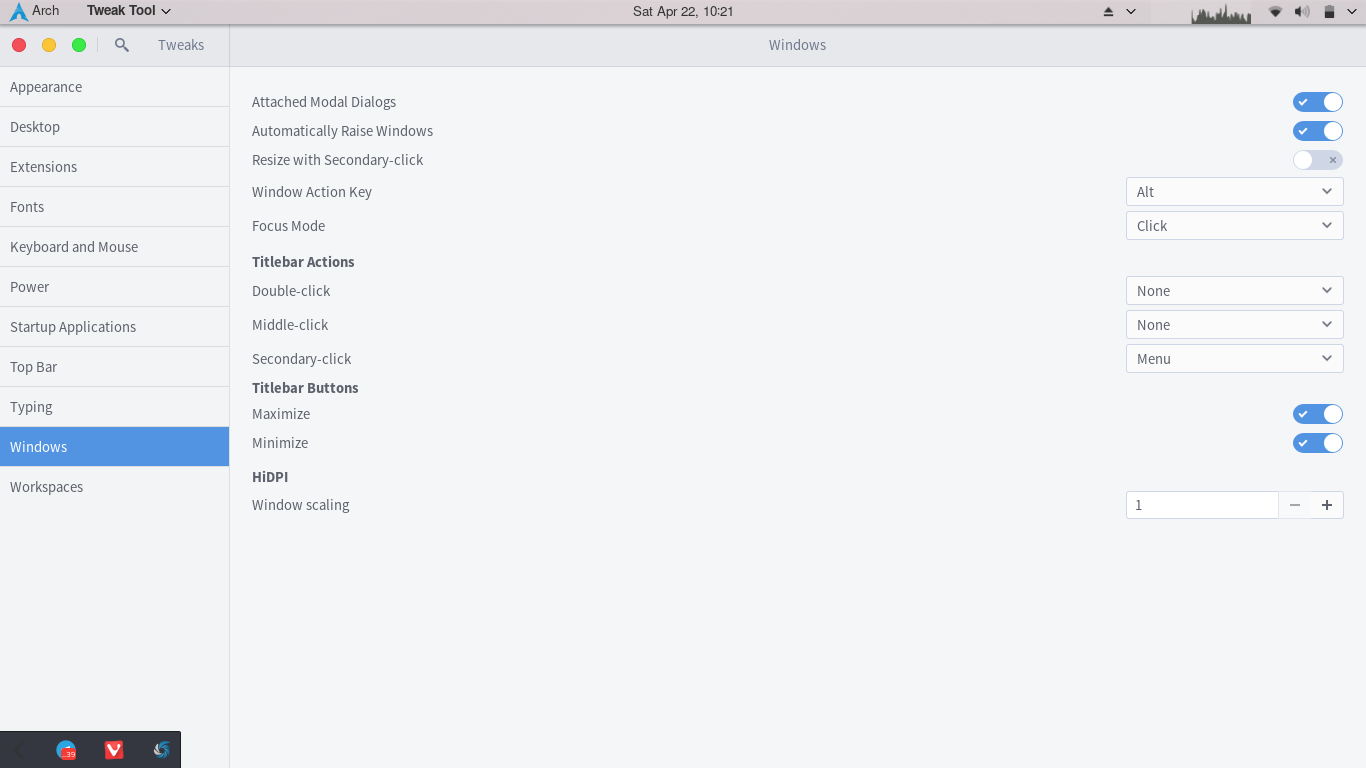 Arch Tweak Tool Sat Apr 22, 10:21
Tweaks Windows
Appearance
Desktop
Extensions
Fonts
Keyboard and Mouse
Power
Startup Applications
Top Bar
Typing
Windows
Workspaces
Attached Modal Dialogs
Automatically Raise Windows
Resize with Secondary-click
Window Action Key Alt
Focus Mode Click
Titlebar Actions
Double-click None
Middle-click None
Secondary-click Menu
Titlebar Buttons
Maximize
Minimize
HiDPI
Window scaling 1